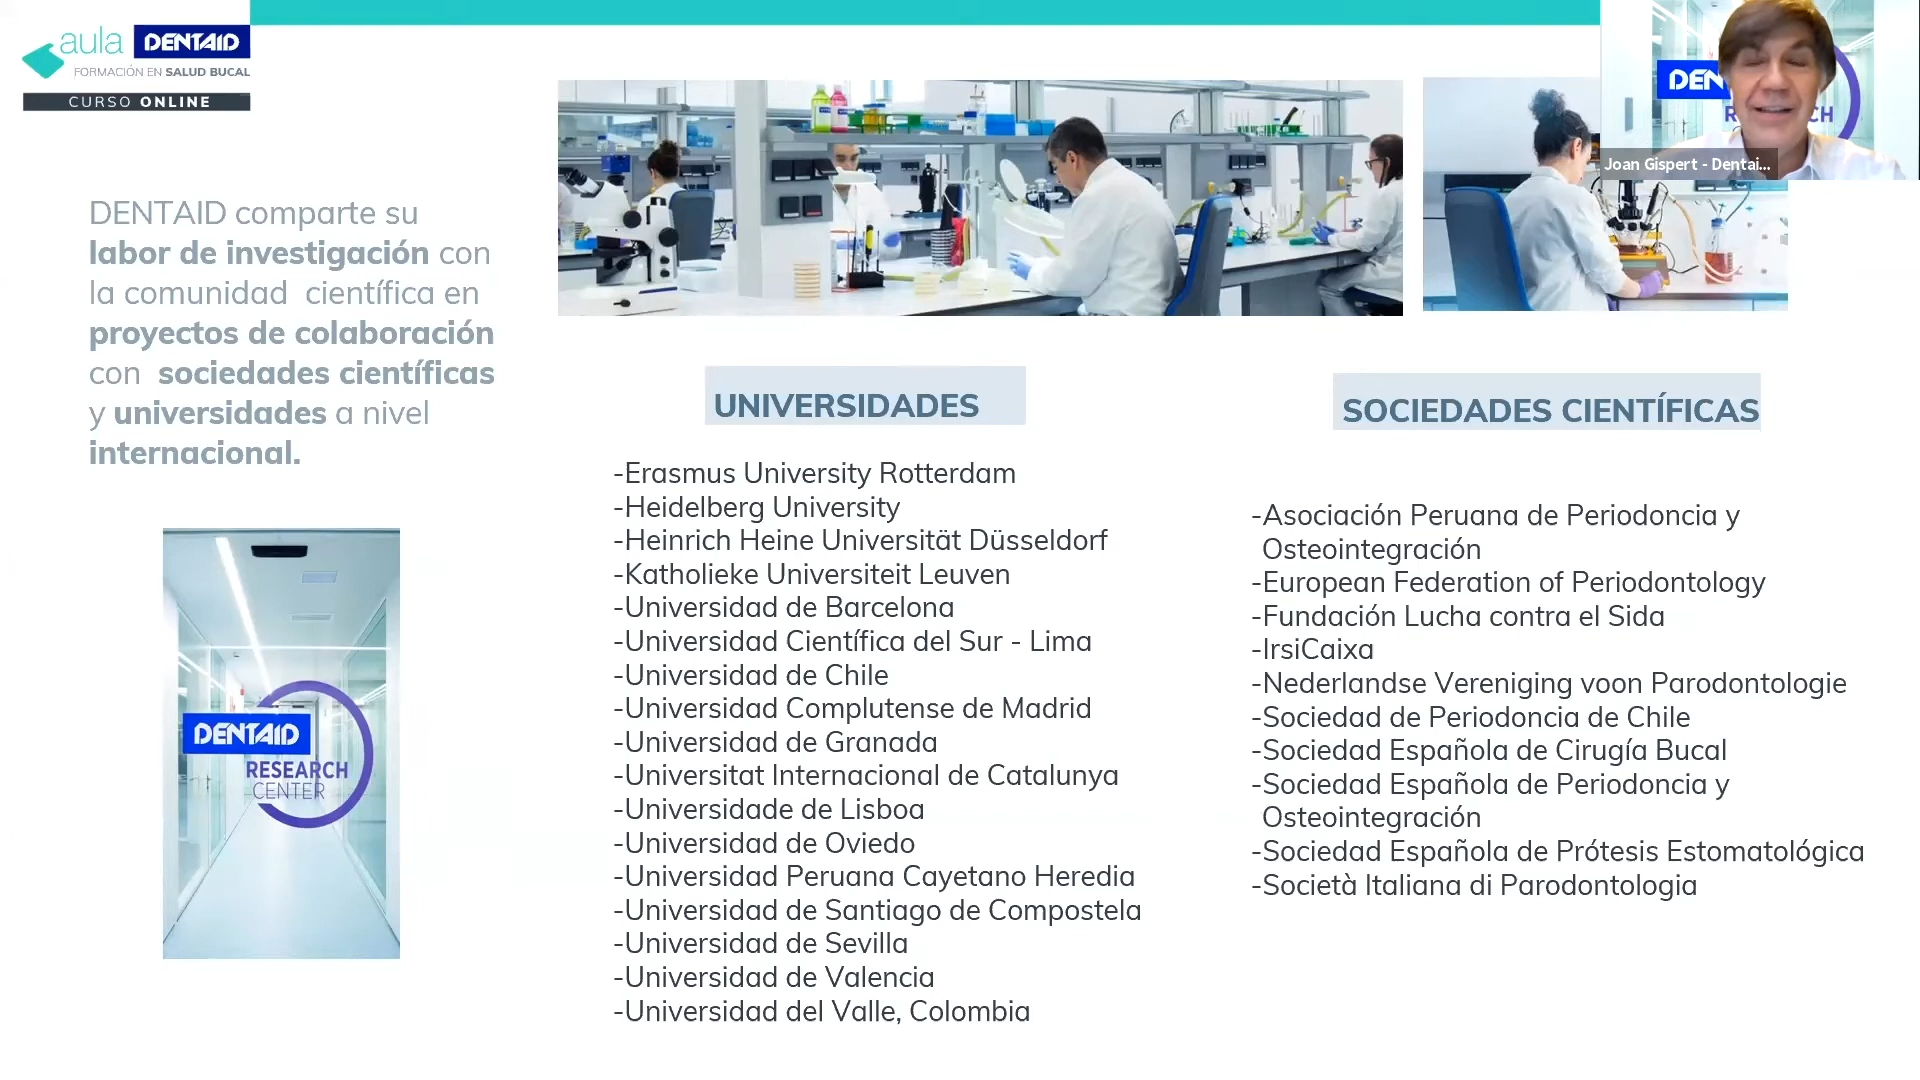 aula DENTAID
FORMACIÓN EN SALUD BUCAL
CURSO ONLINE
DENTAID comparte su
labor de investigación con
la comunidad científica en
proyectos de colaboración
con sociedades científicas
y universidades a nivel
internacional.
DENTAID
RESEARCH
CENTER
UNIVERSIDADES
-Erasmus University Rotterdam
-Heidelberg University
-Heinrich Heine Universität Düsseldorf
-Katholieke Universiteit Leuven
-Universidad de Barcelona
-Universidad Científica del Sur - Lima
-Universidad de Chile
-Universidad Complutense de Madrid
-Universidad de Granada
-Universitat Internacional de Catalunya
-Universidade de Lisboa
-Universidad de Oviedo
-Universidad Peruana Cayetano Heredia
-Universidad de Santiago de Compostela
-Universidad de Sevilla
-Universidad de Valencia
-Universidad del Valle, Colombia
SOCIEDADES CIENTÍFICAS
-Asociación Peruana de Periodoncia y
Osteointegración
-European Federation of Periodontology
-Fundación Lucha contra el Sida
-IrsiCaixa
-Nederlandse Vereniging voon Parodontologie
-Sociedad de Periodoncia de Chile
-Sociedad Española de Cirugía Bucal
-Sociedad Española de Periodoncia y
Osteointegración
-Sociedad Española de Prótesis Estomatológica
-Società Italiana di Parodontologia
DEN
R CH
Joan Gispert - Dentai...